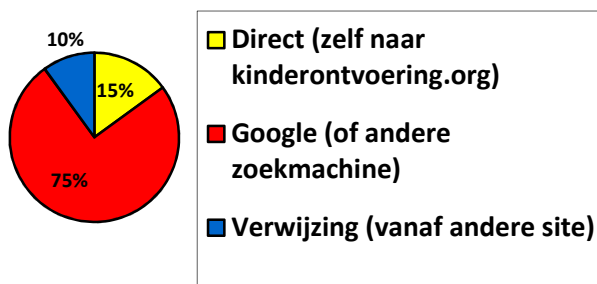 10%
15%
75%
Direct (zelf naar
kinderontvoering.org)
Google (of andere
zoekmachine)
Verwijzing (vanaf andere site)